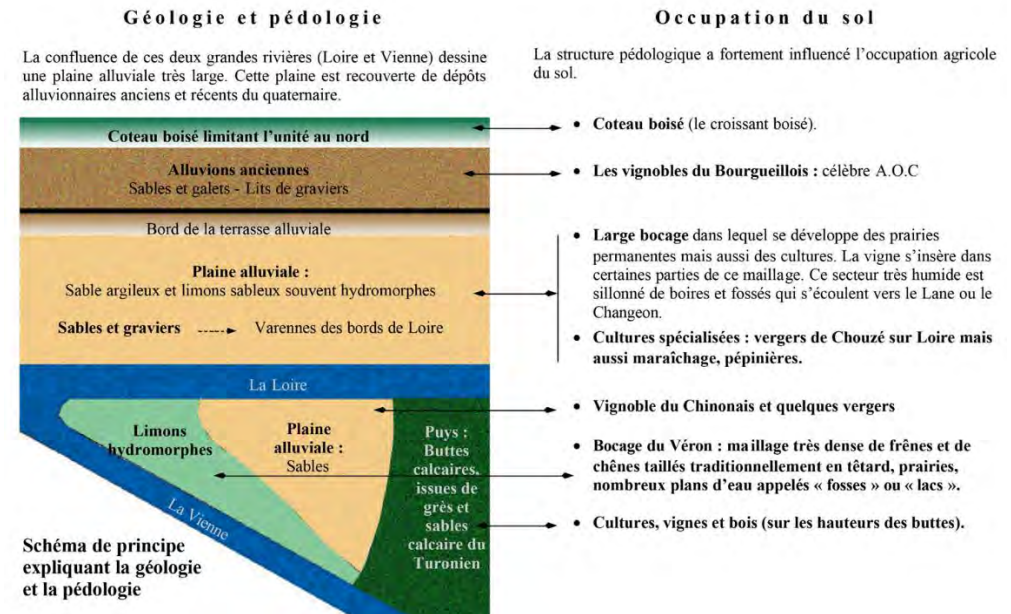 Géologie et pédologie
La confluence de ces deux grandes rivières (Loire et Vienne) dessine
une plaine alluviale très large. Cette plaine est recouverte de dépôts
alluvionnaires anciens et récents du quaternaire.
Coteau boisé limitant l'unité au nord
Alluvions anciennes
Sables et galets - Lits de graviers
Bord de la terrasse alluviale
Plaine alluviale :
Sable argileux et limons sableux souvent hydromorphes
Sables et graviers
Varennes des bords de Loire
La Loire
Limons
hydromorphes
Plaine
alluviale :
Sables
Puys :
Buttes
calcaires,
issues de
grès et
sables
calcaire du
Turonien
La Vienne
Schéma de principe
expliquant la géologie
et la pédologie
Occupation du sol
La structure pédologique a fortement influencé l'occupation agricole
du sol.
• Coteau boisé (le croissant boisé).
• Les vignobles du Bourgueillois : célèbre A.O.C
• Large bocage dans lequel se développe des prairies
permanentes mais aussi des cultures. La vigne s'insère dans
certaines parties de ce maillage. Ce secteur très humide est
sillonné de boires et fossés qui s'écoulent vers le Lane ou le
Changeon.
• Cultures spécialisées : vergers de Chouzé sur Loire mais
aussi maraîchage, pépinières.
• Vignoble du Chinonais et quelques vergers
• Bocage du Véron : maillage très dense de frênes et de
chênes taillés traditionnellement en têtard, prairies,
nombreux plans d'eau appelés « fosses » ou « lacs ».
• Cultures, vignes et bois (sur les hauteurs des buttes).